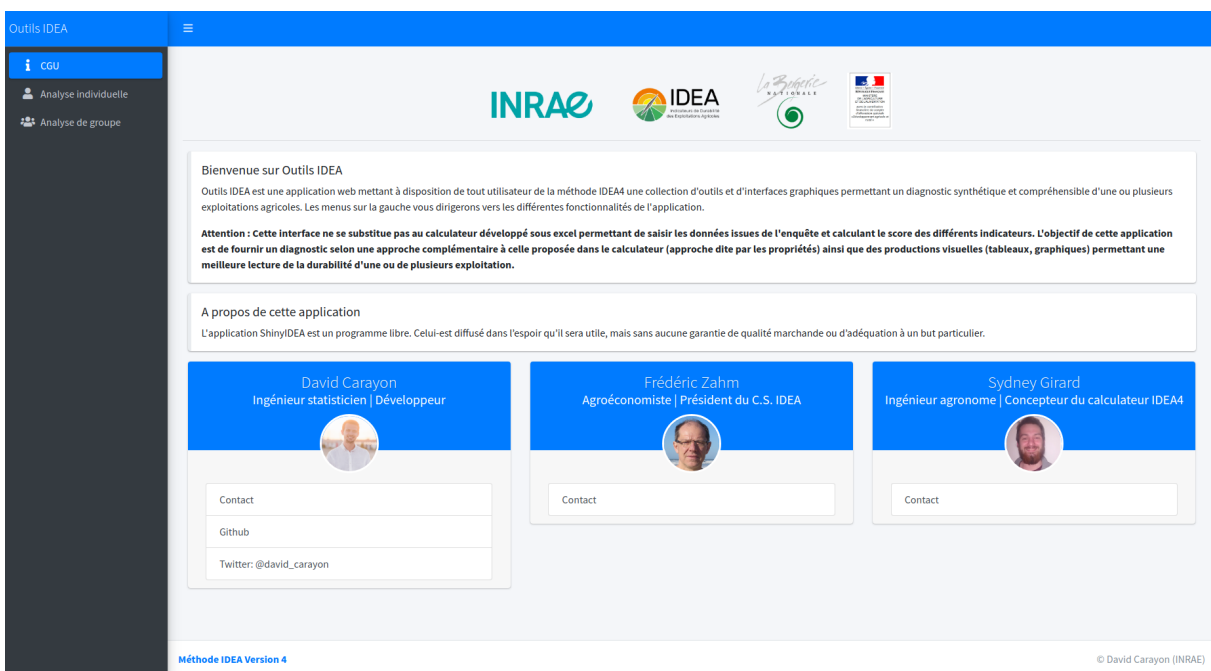 Outils IDEA
CGU
Analyse individuelle
Analyse de groupe
INRAE
IDEA
Indicateurs de Durabilité
des Exploitations Agricoles
La Bergerie
NATIONALE
Bienvenue sur Outils IDEA
Outils IDEA est une application web mettant à disposition de tout utilisateur de la méthode IDEA4 une collection d'outils et d'interfaces graphiques permettant un diagnostic synthétique et compréhensible d'une ou plusieurs
exploitations agricoles. Les menus sur la gauche vous dirigerons vers les différentes fonctionnalités de l'application.
Attention : Cette interface ne se substitue pas au calculateur développé sous excel permettant de saisir les données issues de l'enquête et calculant le score des différents indicateurs. L'objectif de cette application
est de fournir un diagnostic selon une approche complémentaire à celle proposée dans le calculateur (approche dite par les propriétés) ainsi que des productions visuelles (tableaux, graphiques) permettant une
meilleure lecture de la durabilité d'une ou de plusieurs exploitation.
A propos de cette application
L'application ShinyIDEA est un programme libre. Celui-est diffusé dans l'espoir qu'il sera utile, mais sans aucune garantie de qualité marchande ou d'adéquation à un but particulier.
David Carayon
Ingénieur statisticien | Développeur
Contact
Github
Twitter: @david_carayon
Frédéric Zahm
Agroéconomiste | Président du C.S. IDEA
Contact
Sydney Girard
Ingénieur agronome | Concepteur du calculateur IDEA4
Contact
Méthode IDEA Version 4
© David Carayon (INRAE)